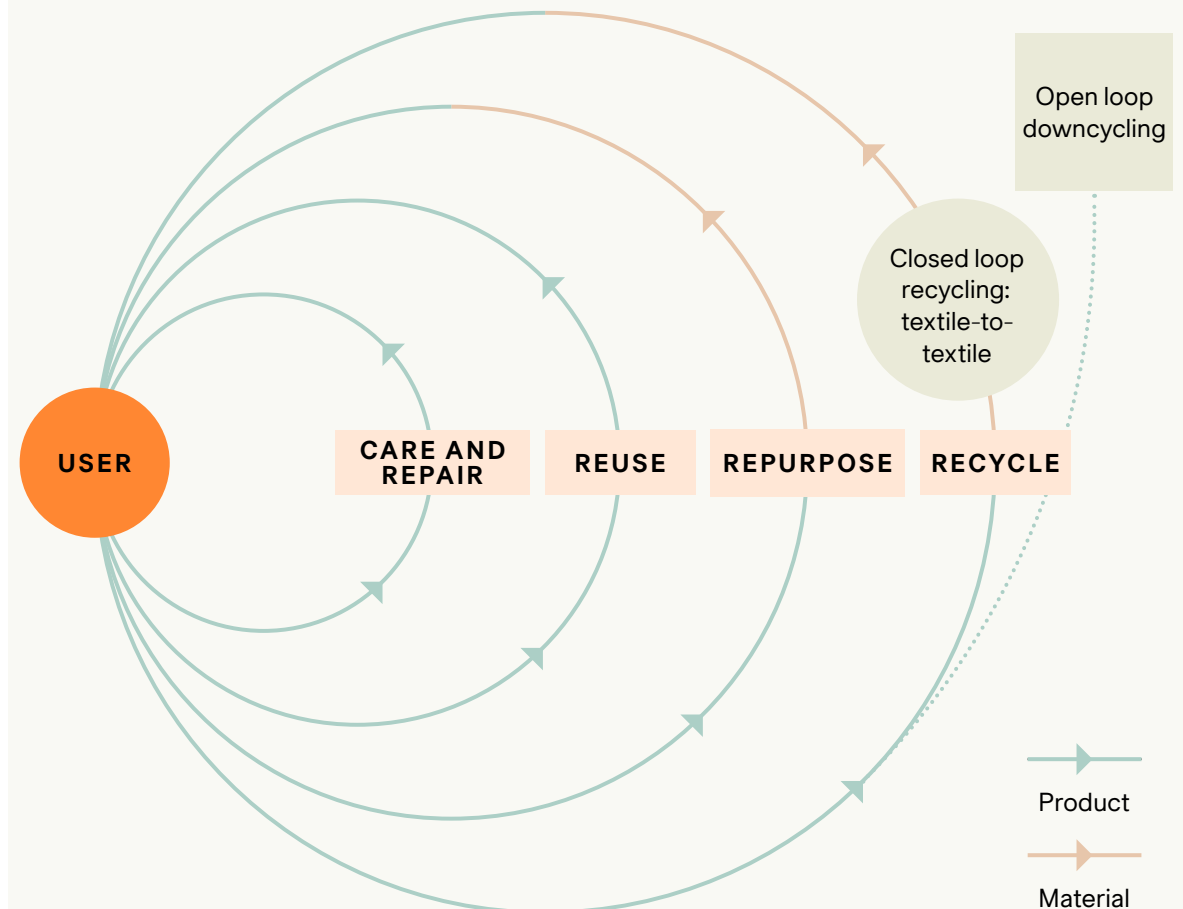 Open loop
downcycling
Closed loop
recycling:
textile-to-
textile
USER
CARE AND
REPAIR
REUSE
REPURPOSE
RECYCLE
Product
Material